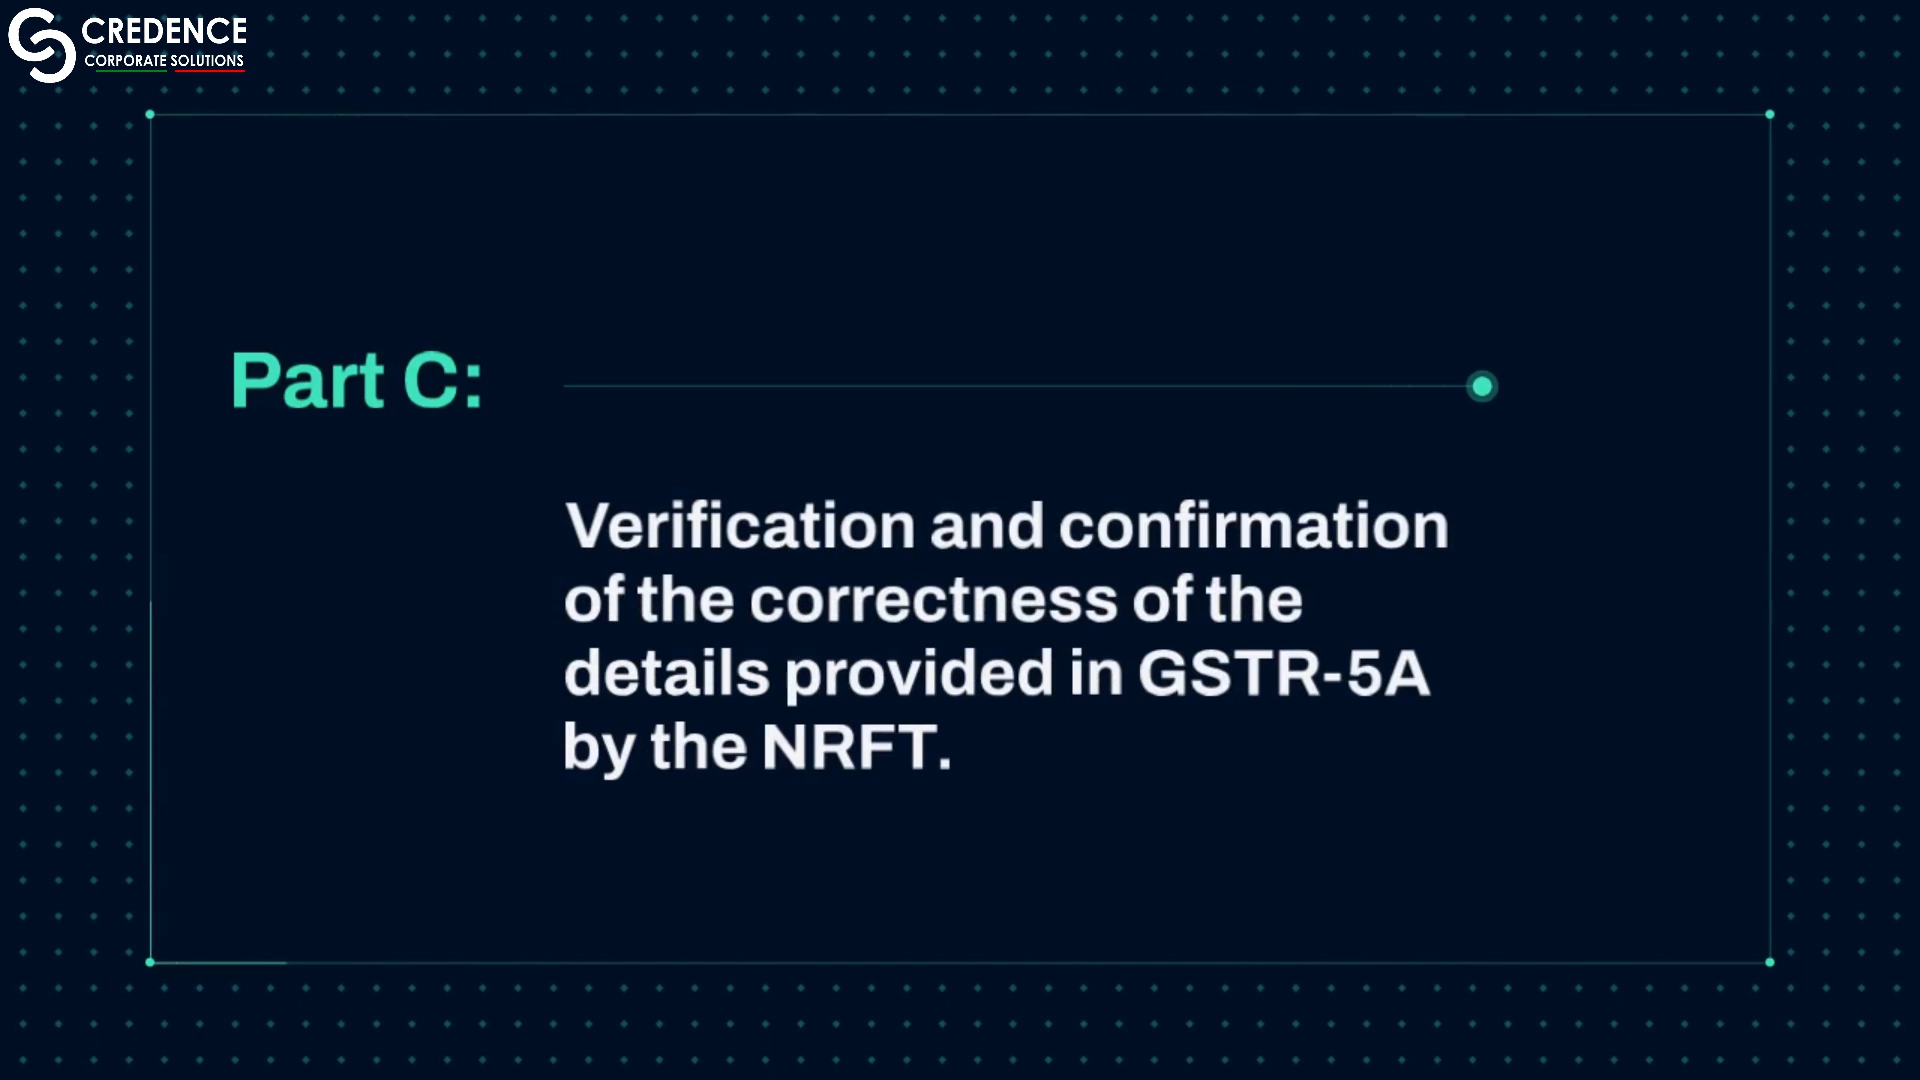 CREDENCE
CORPORATE SOLUTIONS
Part C:
Verification and confirmation
of the correctness of the
details provided in GSTR-5A
by the NRFT.